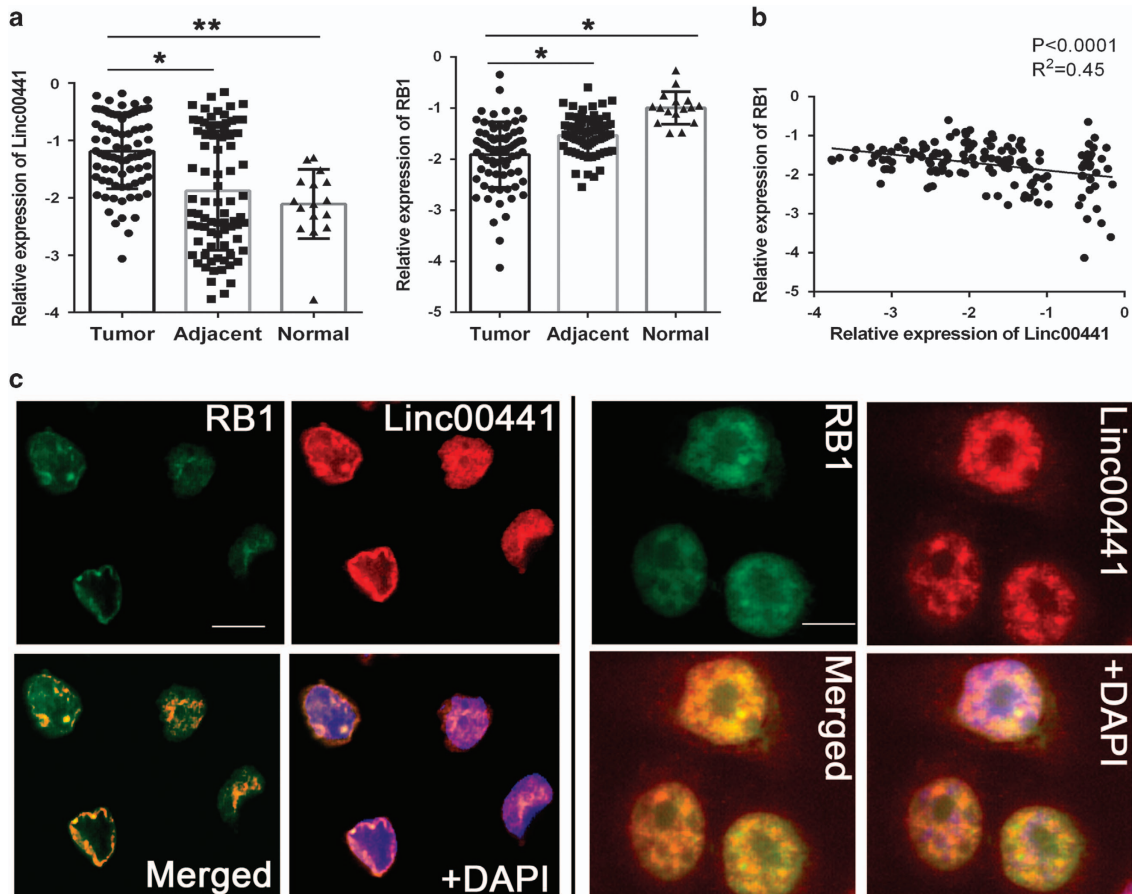 a
**
*
Relative expression of Linc00441
0
-1
-2
-3
-4
Tumor Adjacent Normal
*
*
Relative expression of RB1
0
-1
-2
-3
-4
-5
Tumor Adjacent Normal
b
P<0.0001
R²=0.45
Relative expression of RB1
-1
-1
-2
-3
-4
-5
-4 -3 -2 -1 0
Relative expression of Linc00441
c
RB1
Linc00441
Merged
+DAPI
RB1
Linc00441
Merged
+DAPI